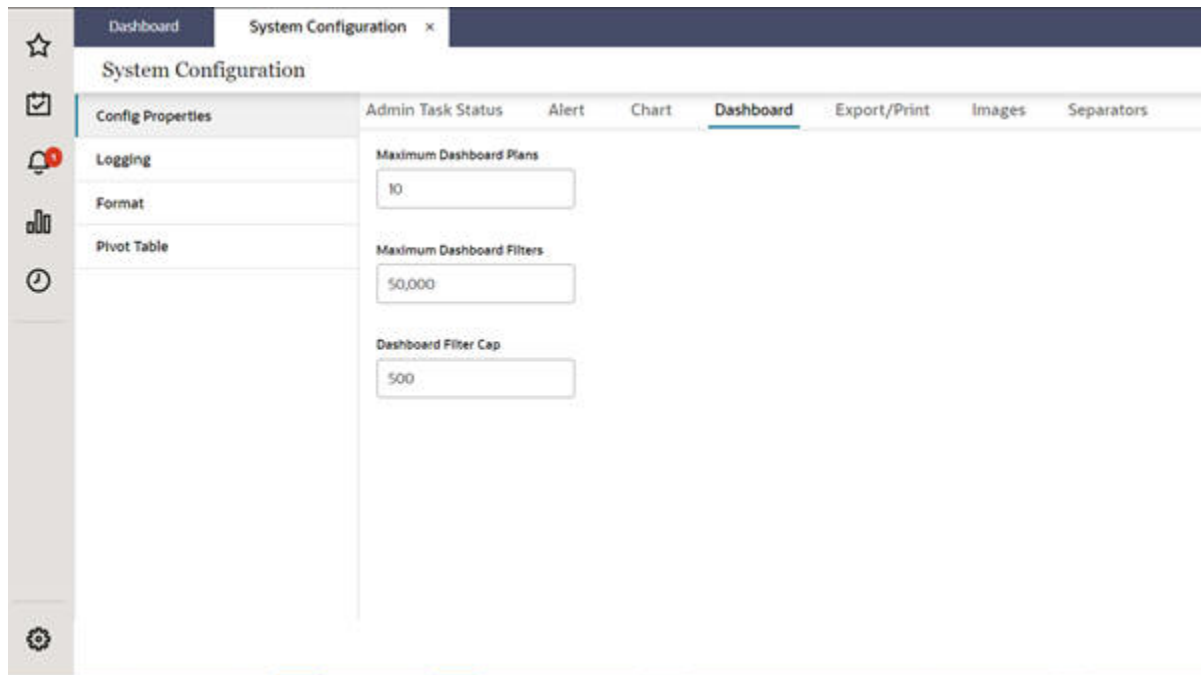 Dashboard
System Configuration ×
System Configuration
Config Properties
Logging
Format
Pivot Table
Admin Task Status Alert Chart Dashboard Export/Print Images Separators
Maximum Dashboard Plans
10
Maximum Dashboard Filters
50,000
Dashboard Filter Cap
500